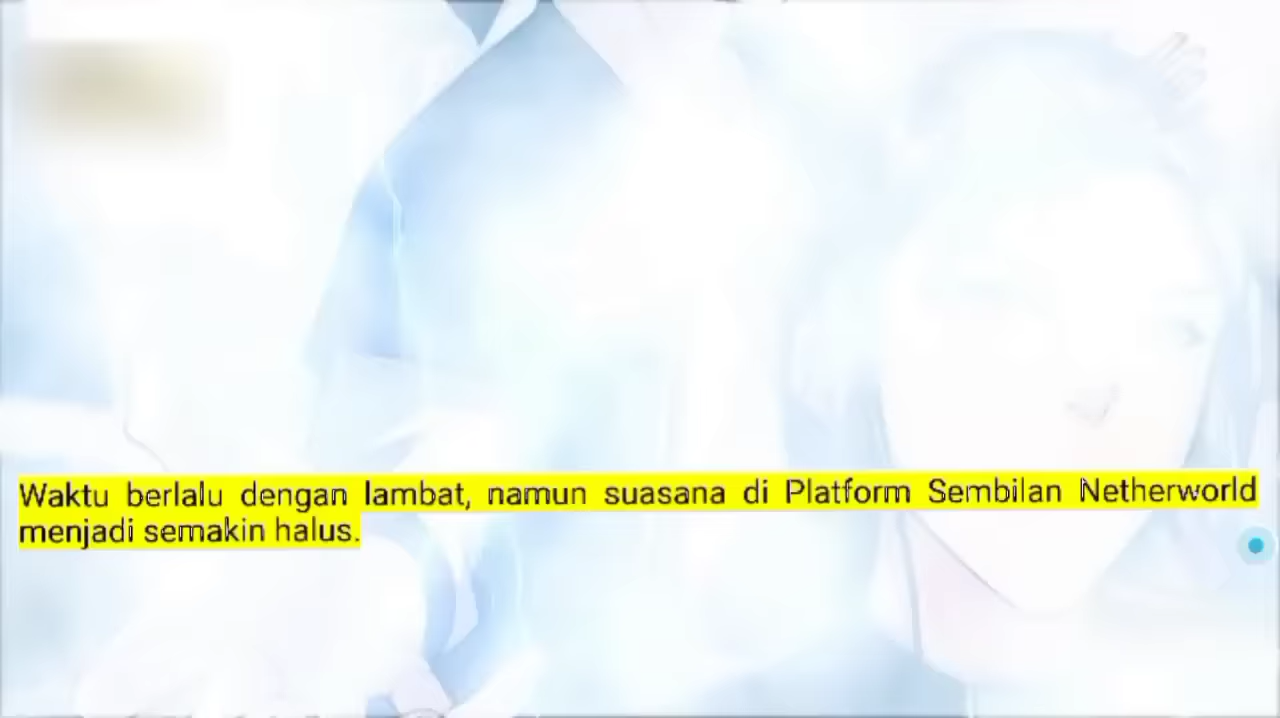 Waktu berlalu dengan lambat, namun suasana di Platform Sembilan Netherworld
menjadi semakin halus.